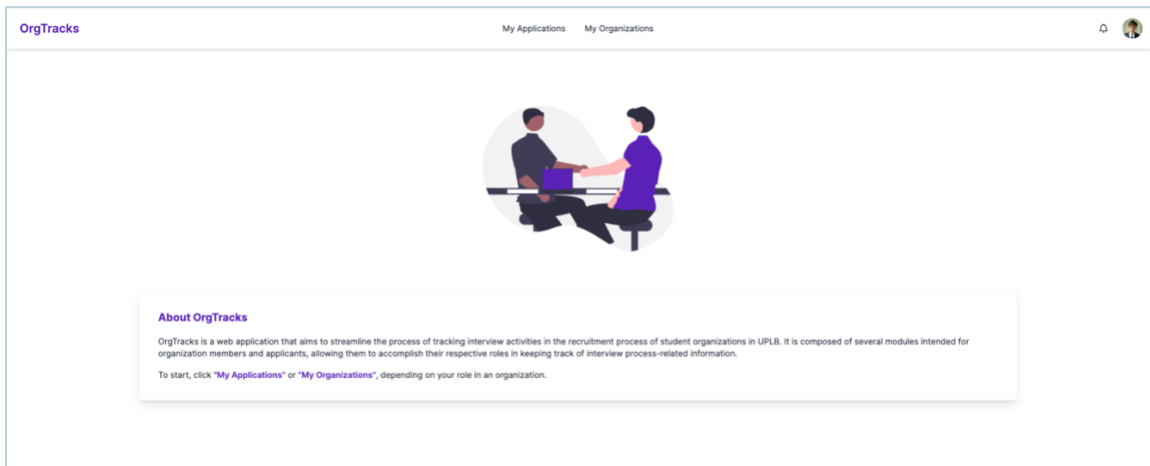 OrgTracks
My Applications
My Organizations
About OrgTracks
OrgTracks is a web application that aims to streamline the process of tracking interview activities in the recruitment process of student organizations in UPLB. It is composed of several modules intended for
organization members and applicants, allowing them to accomplish their respective roles in keeping track of interview process-related information.
To start, click "My Applications" or "My Organizations", depending on your role in an organization.